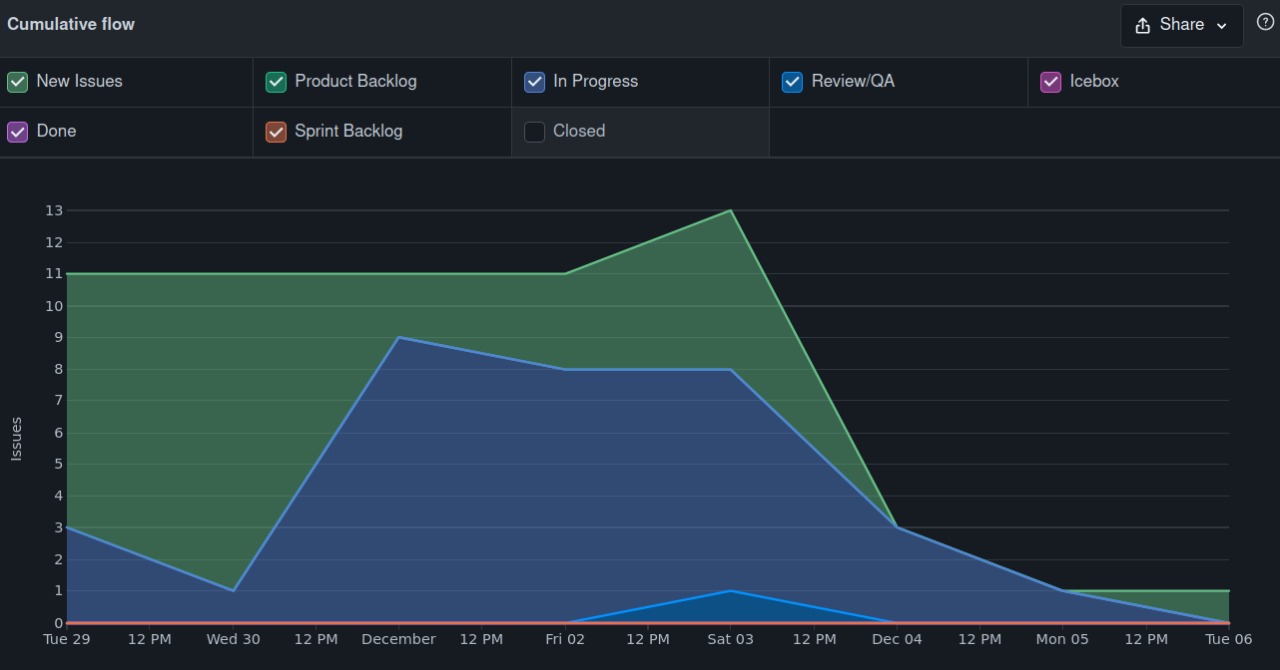 Cumulative flow
Share
New Issues Product Backlog In Progress Review/QA Icebox
Done Sprint Backlog Closed
13
12
11
10
9
8
7
6
5
4
3
2
1
0
Issues
Tue 29 12 PM Wed 30 12 PM December 12 PM Fri 02 12 PM Sat 03 12 PM Dec 04 12 PM Mon 05 12 PM Tue 06